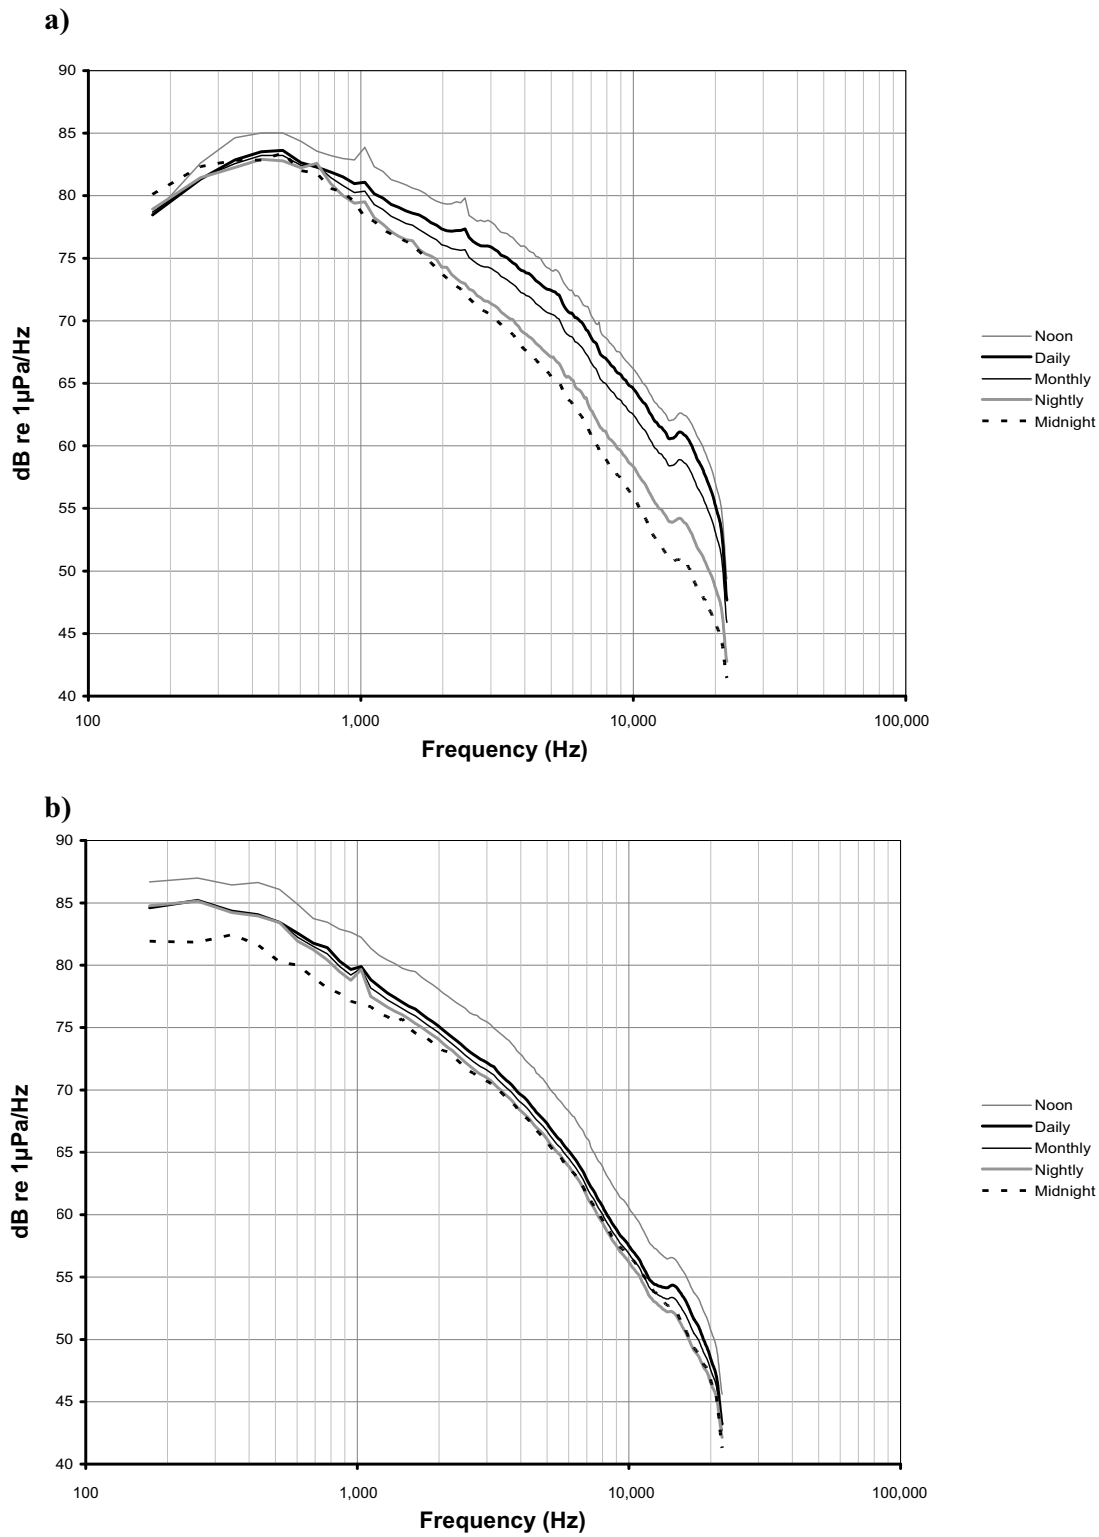 a)
90
85
80
75
70
65
60
55
50
45
40
dB re 1µPa/Hz
100 1,000 10,000 100,000
Frequency (Hz)
Noon
Daily
Monthly
Nightly
Midnight
b)
90
85
80
75
70
65
60
55
50
45
40
dB re 1µPa/Hz
100 1,000 10,000 100,000
Frequency (Hz)
Noon
Daily
Monthly
Nightly
Midnight